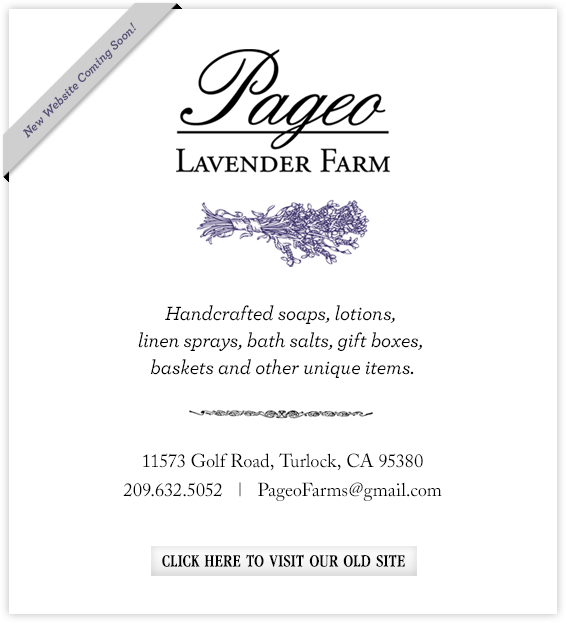 New Website Coming Soon!
Pageo
LAVENDER FARM
Handcrafted soaps, lotions,
linen sprays, bath salts, gift boxes,
baskets and other unique items.
11573 Golf Road, Turlock, CA 95380
209.632.5052 | PageoFarms@gmail.com
CLICK HERE TO VISIT OUR OLD SITE